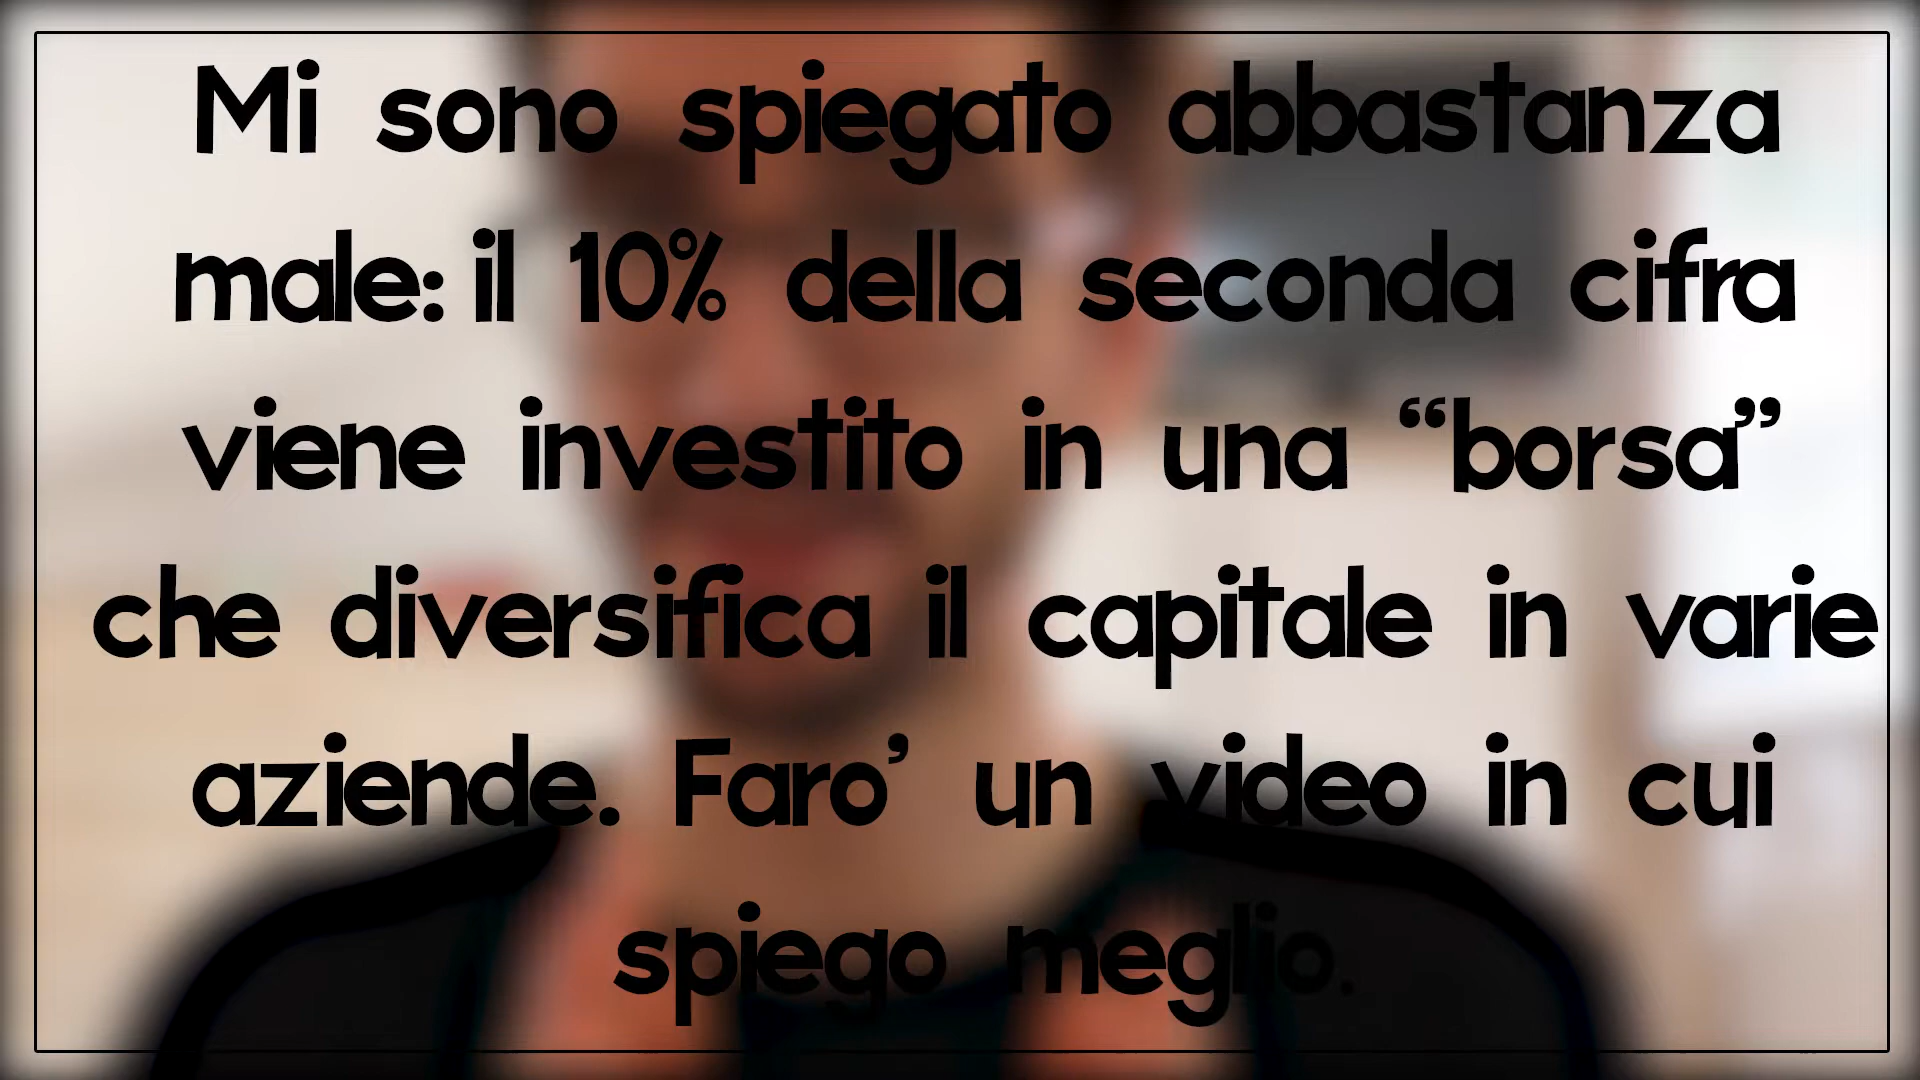 Mi sono spiegato abbastanza
male: il 10% della seconda cifra
viene investito in una “borsa”
che diversifica il capitale in varie
aziende. Faro’ un video in cui
spiego meglio.